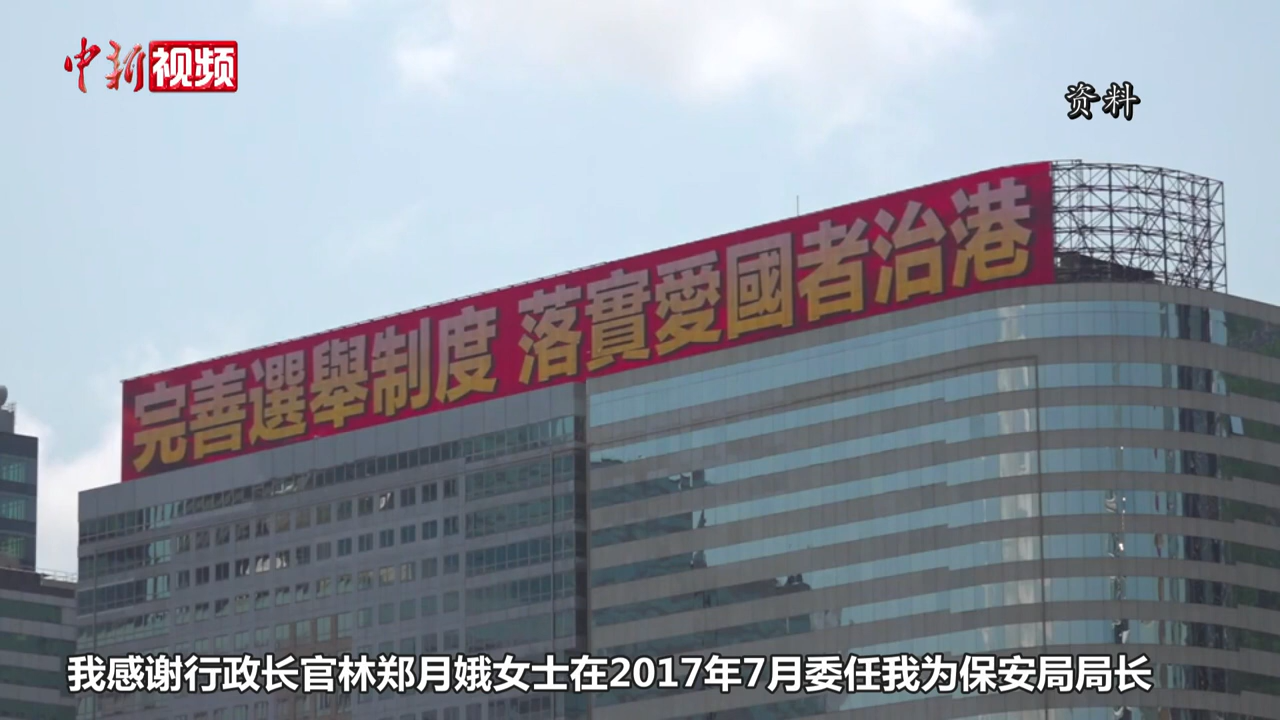 中新视频
资料
完善選舉制度 落實愛國者治港
我感谢行政长官林郑月娥女士在2017年7月委任我为保安局局长